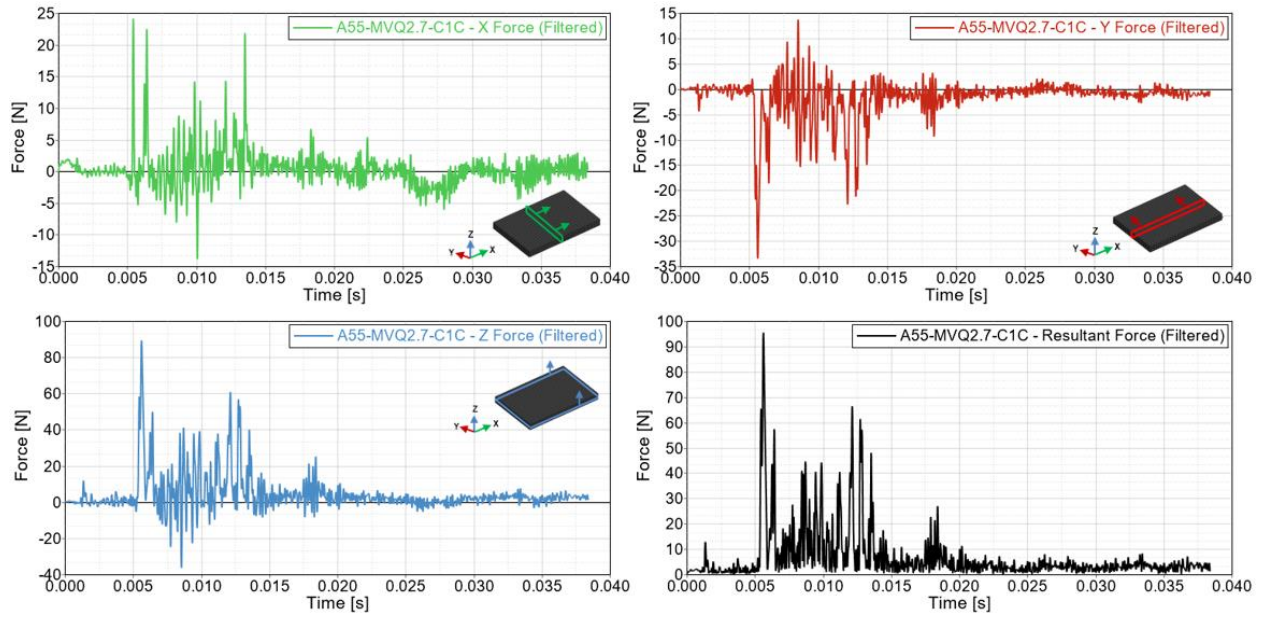 A55-MVQ2.7-C1C - X Force (Filtered)
25
20
15
10
5
0
-5
-10
-15
Force [N]
0.000 0.005 0.010 0.015 0.020 0.025 0.030 0.035 0.040
Time [s]
Z
Y
X
A55-MVQ2.7-C1C - Y Force (Filtered)
15
10
5
0
-5
-10
-15
-20
-25
-30
-35
Force [N]
0.000 0.005 0.010 0.015 0.020 0.025 0.030 0.035 0.040
Time [s]
Z
Y
X
A55-MVQ2.7-C1C - Z Force (Filtered)
100
80
60
40
20
0
-20
-40
Force [N]
0.000 0.005 0.010 0.015 0.020 0.025 0.030 0.035 0.040
Time [s]
Z
Y
X
A55-MVQ2.7-C1C - Resultant Force (Filtered)
100
90
80
70
60
50
40
30
20
10
0
Force [N]
0.000 0.005 0.010 0.015 0.020 0.025 0.030 0.035 0.040
Time [s]